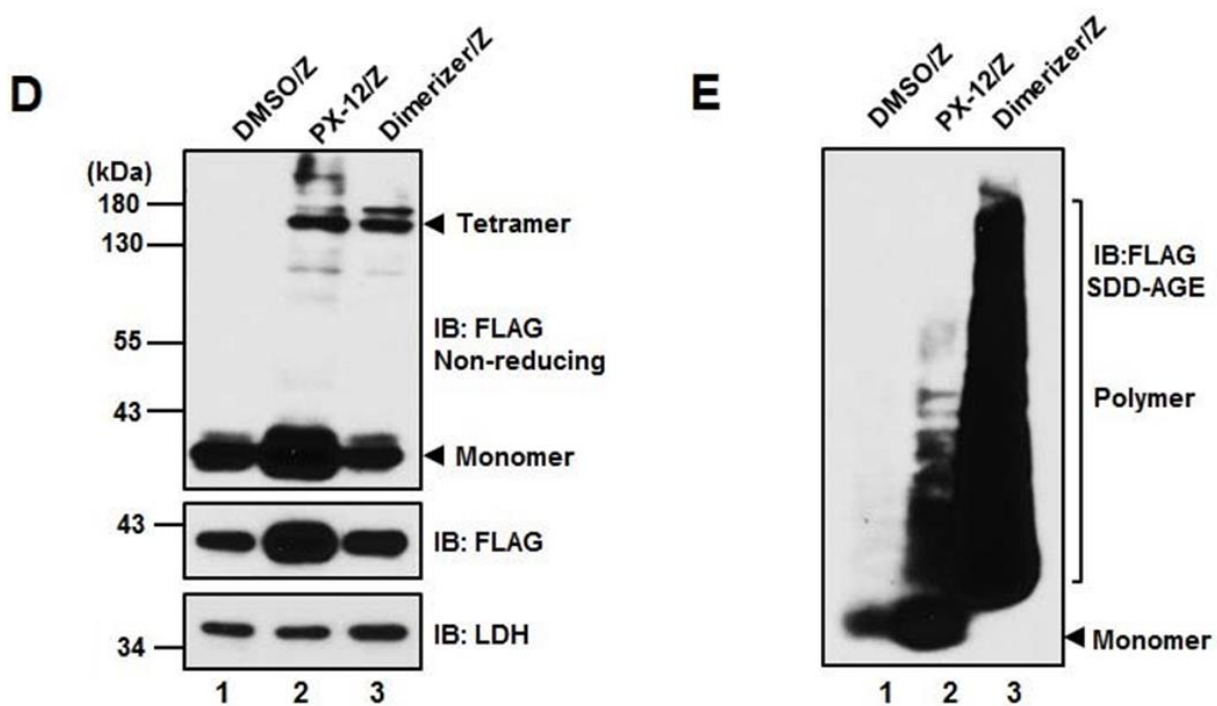 D
DMSO/Z
PX-12/Z
Dimerizer/Z
(kDa)
180
130
55
43
Tetramer
IB: FLAG
Non-reducing
Monomer
43
IB: FLAG
34
IB: LDH
1 2 3
E
DMSO/Z
PX-12/Z
Dimerizer/Z
IB:FLAG
SDD-AGE
Polymer
Monomer
1 2 3